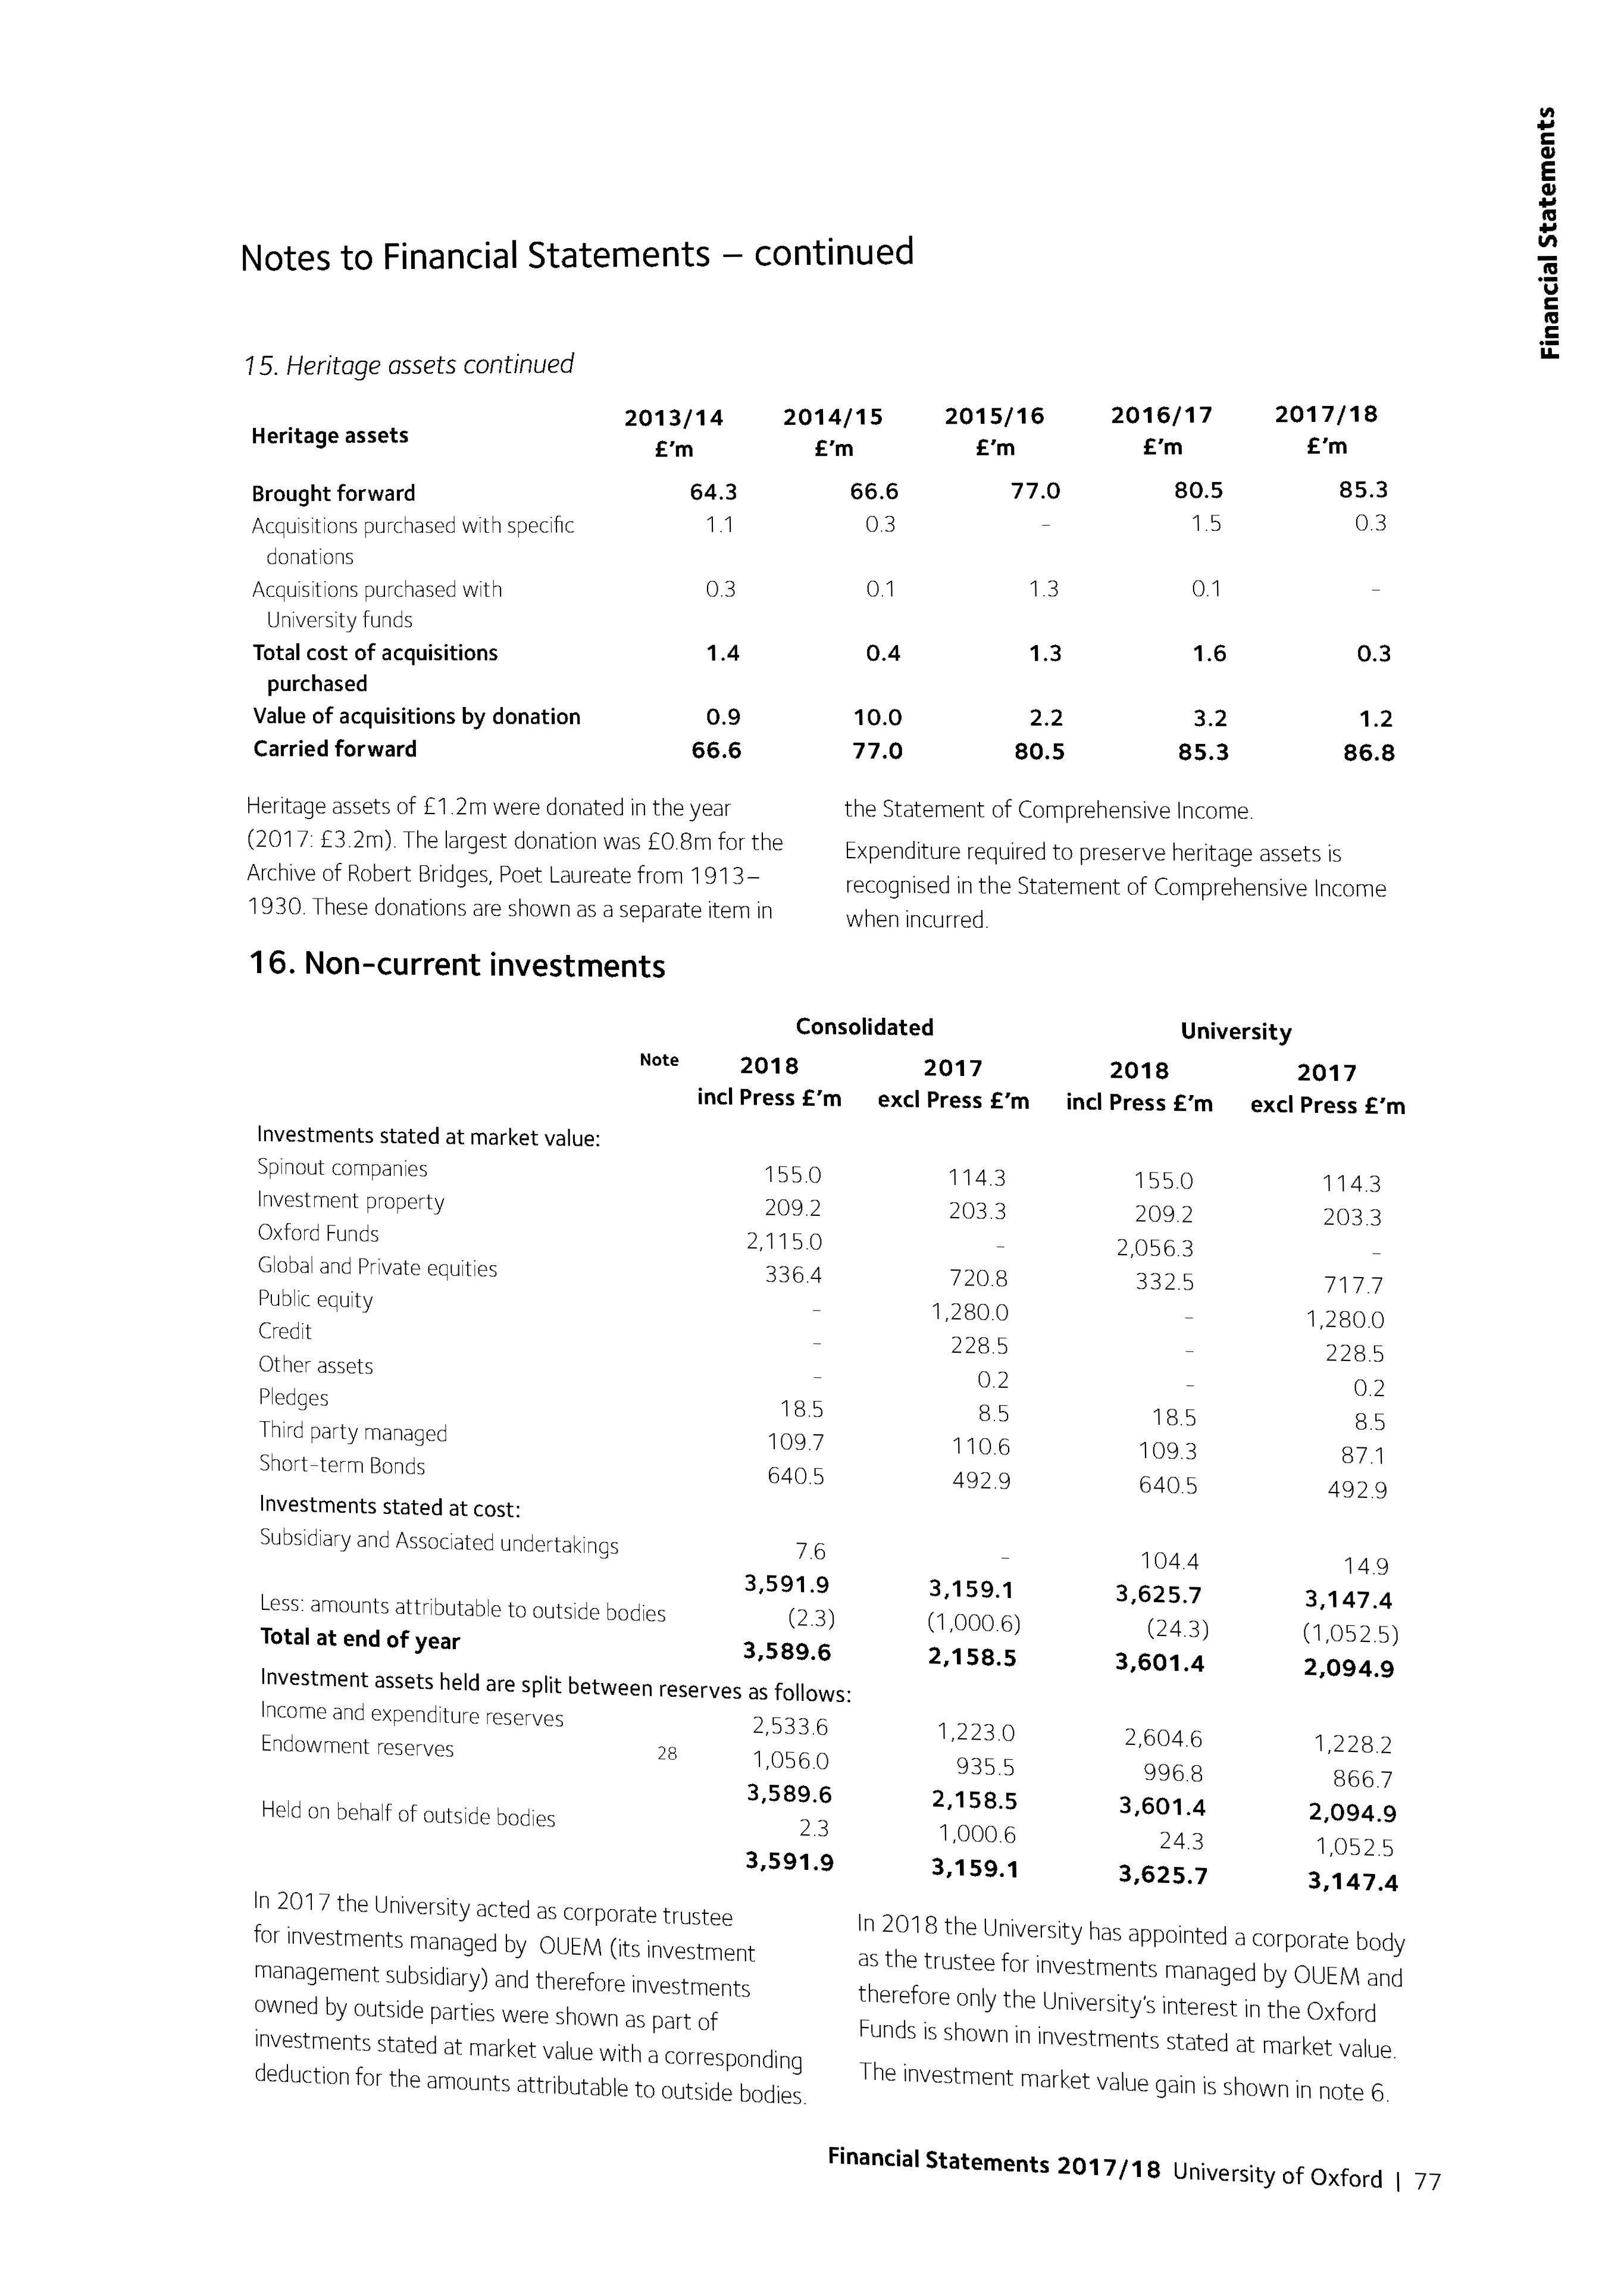 Financial Statements
Notes to Financial Statements – continued
15. Heritage assets continued
Heritage assets 2013/14 2014/15 2015/16 2016/17 2017/18
£’m £’m £’m £’m £’m
Brought forward 64.3 66.6 77.0 80.5 85.3
Acquisitions purchased with specific 1.1 0.3 – 1.5 0.3
donations
Acquisitions purchased with 0.3 0.1 1.3 0.1 –
University funds
Total cost of acquisitions 1.4 0.4 1.3 1.6 0.3
purchased
Value of acquisitions by donation 0.9 10.0 2.2 3.2 1.2
Carried forward 66.6 77.0 80.5 85.3 86.8
Heritage assets of £1.2m were donated in the year
(2017: £3.2m). The largest donation was £0.8m for the
Archive of Robert Bridges, Poet Laureate from 1913–
1930. These donations are shown as a separate item in
the Statement of Comprehensive Income.
Expenditure required to preserve heritage assets is
recognised in the Statement of Comprehensive Income
when incurred.
16. Non-current investments
Consolidated University
Note 2018 2017 2018 2017
incl Press £’m excl Press £’m incl Press £’m excl Press £’m
Investments stated at market value:
Spinout companies 155.0 114.3 155.0 114.3
Investment property 209.2 203.3 209.2 203.3
Oxford Funds 2,115.0 – 2,056.3 –
Global and Private equities 336.4 720.8 332.5 717.7
Public equity – 1,280.0 – 1,280.0
Credit – 228.5 – 228.5
Other assets – 0.2 – 0.2
Pledges 18.5 8.5 18.5 8.5
Third party managed 109.7 110.6 109.3 87.1
Short-term Bonds 640.5 492.9 640.5 492.9
Investments stated at cost:
Subsidiary and Associated undertakings 7.6 – 104.4 14.9
3,591.9 3,159.1 3,625.7 3,147.4
Less: amounts attributable to outside bodies (2.3) (1,000.6) (24.3) (1,052.5)
Total at end of year 3,589.6 2,158.5 3,601.4 2,094.9
Investment assets held are split between reserves as follows:
Income and expenditure reserves 2,533.6 1,223.0 2,604.6 1,228.2
Endowment reserves 28 1,056.0 935.5 996.8 866.7
3,589.6 2,158.5 3,601.4 2,094.9
Held on behalf of outside bodies 2.3 1,000.6 24.3 1,052.5
3,591.9 3,159.1 3,625.7 3,147.4
In 2017 the University acted as corporate trustee
for investments managed by OUEM (its investment
management subsidiary) and therefore investments
owned by outside parties were shown as part of
investments stated at market value with a corresponding
deduction for the amounts attributable to outside bodies.
In 2018 the University has appointed a corporate body
as the trustee for investments managed by OUEM and
therefore only the University’s interest in the Oxford
Funds is shown in investments stated at market value.
The investment market value gain is shown in note 6.
Financial Statements 2017/18 University of Oxford | 77